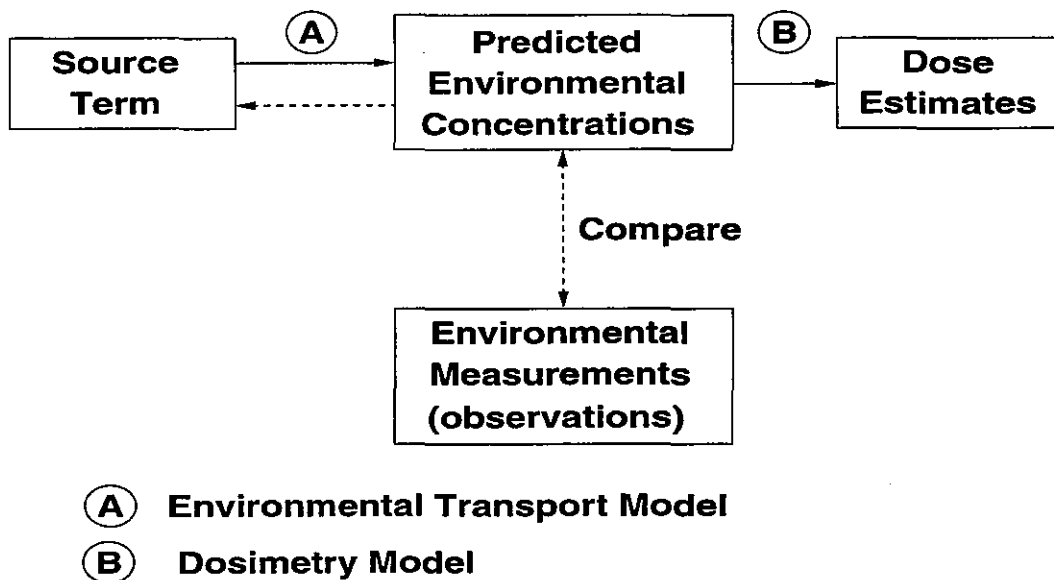 A
B
Source
Term
Predicted
Environmental
Concentrations
Dose
Estimates
Compare
Environmental
Measurements
(observations)
A Environmental Transport Model
B Dosimetry Model